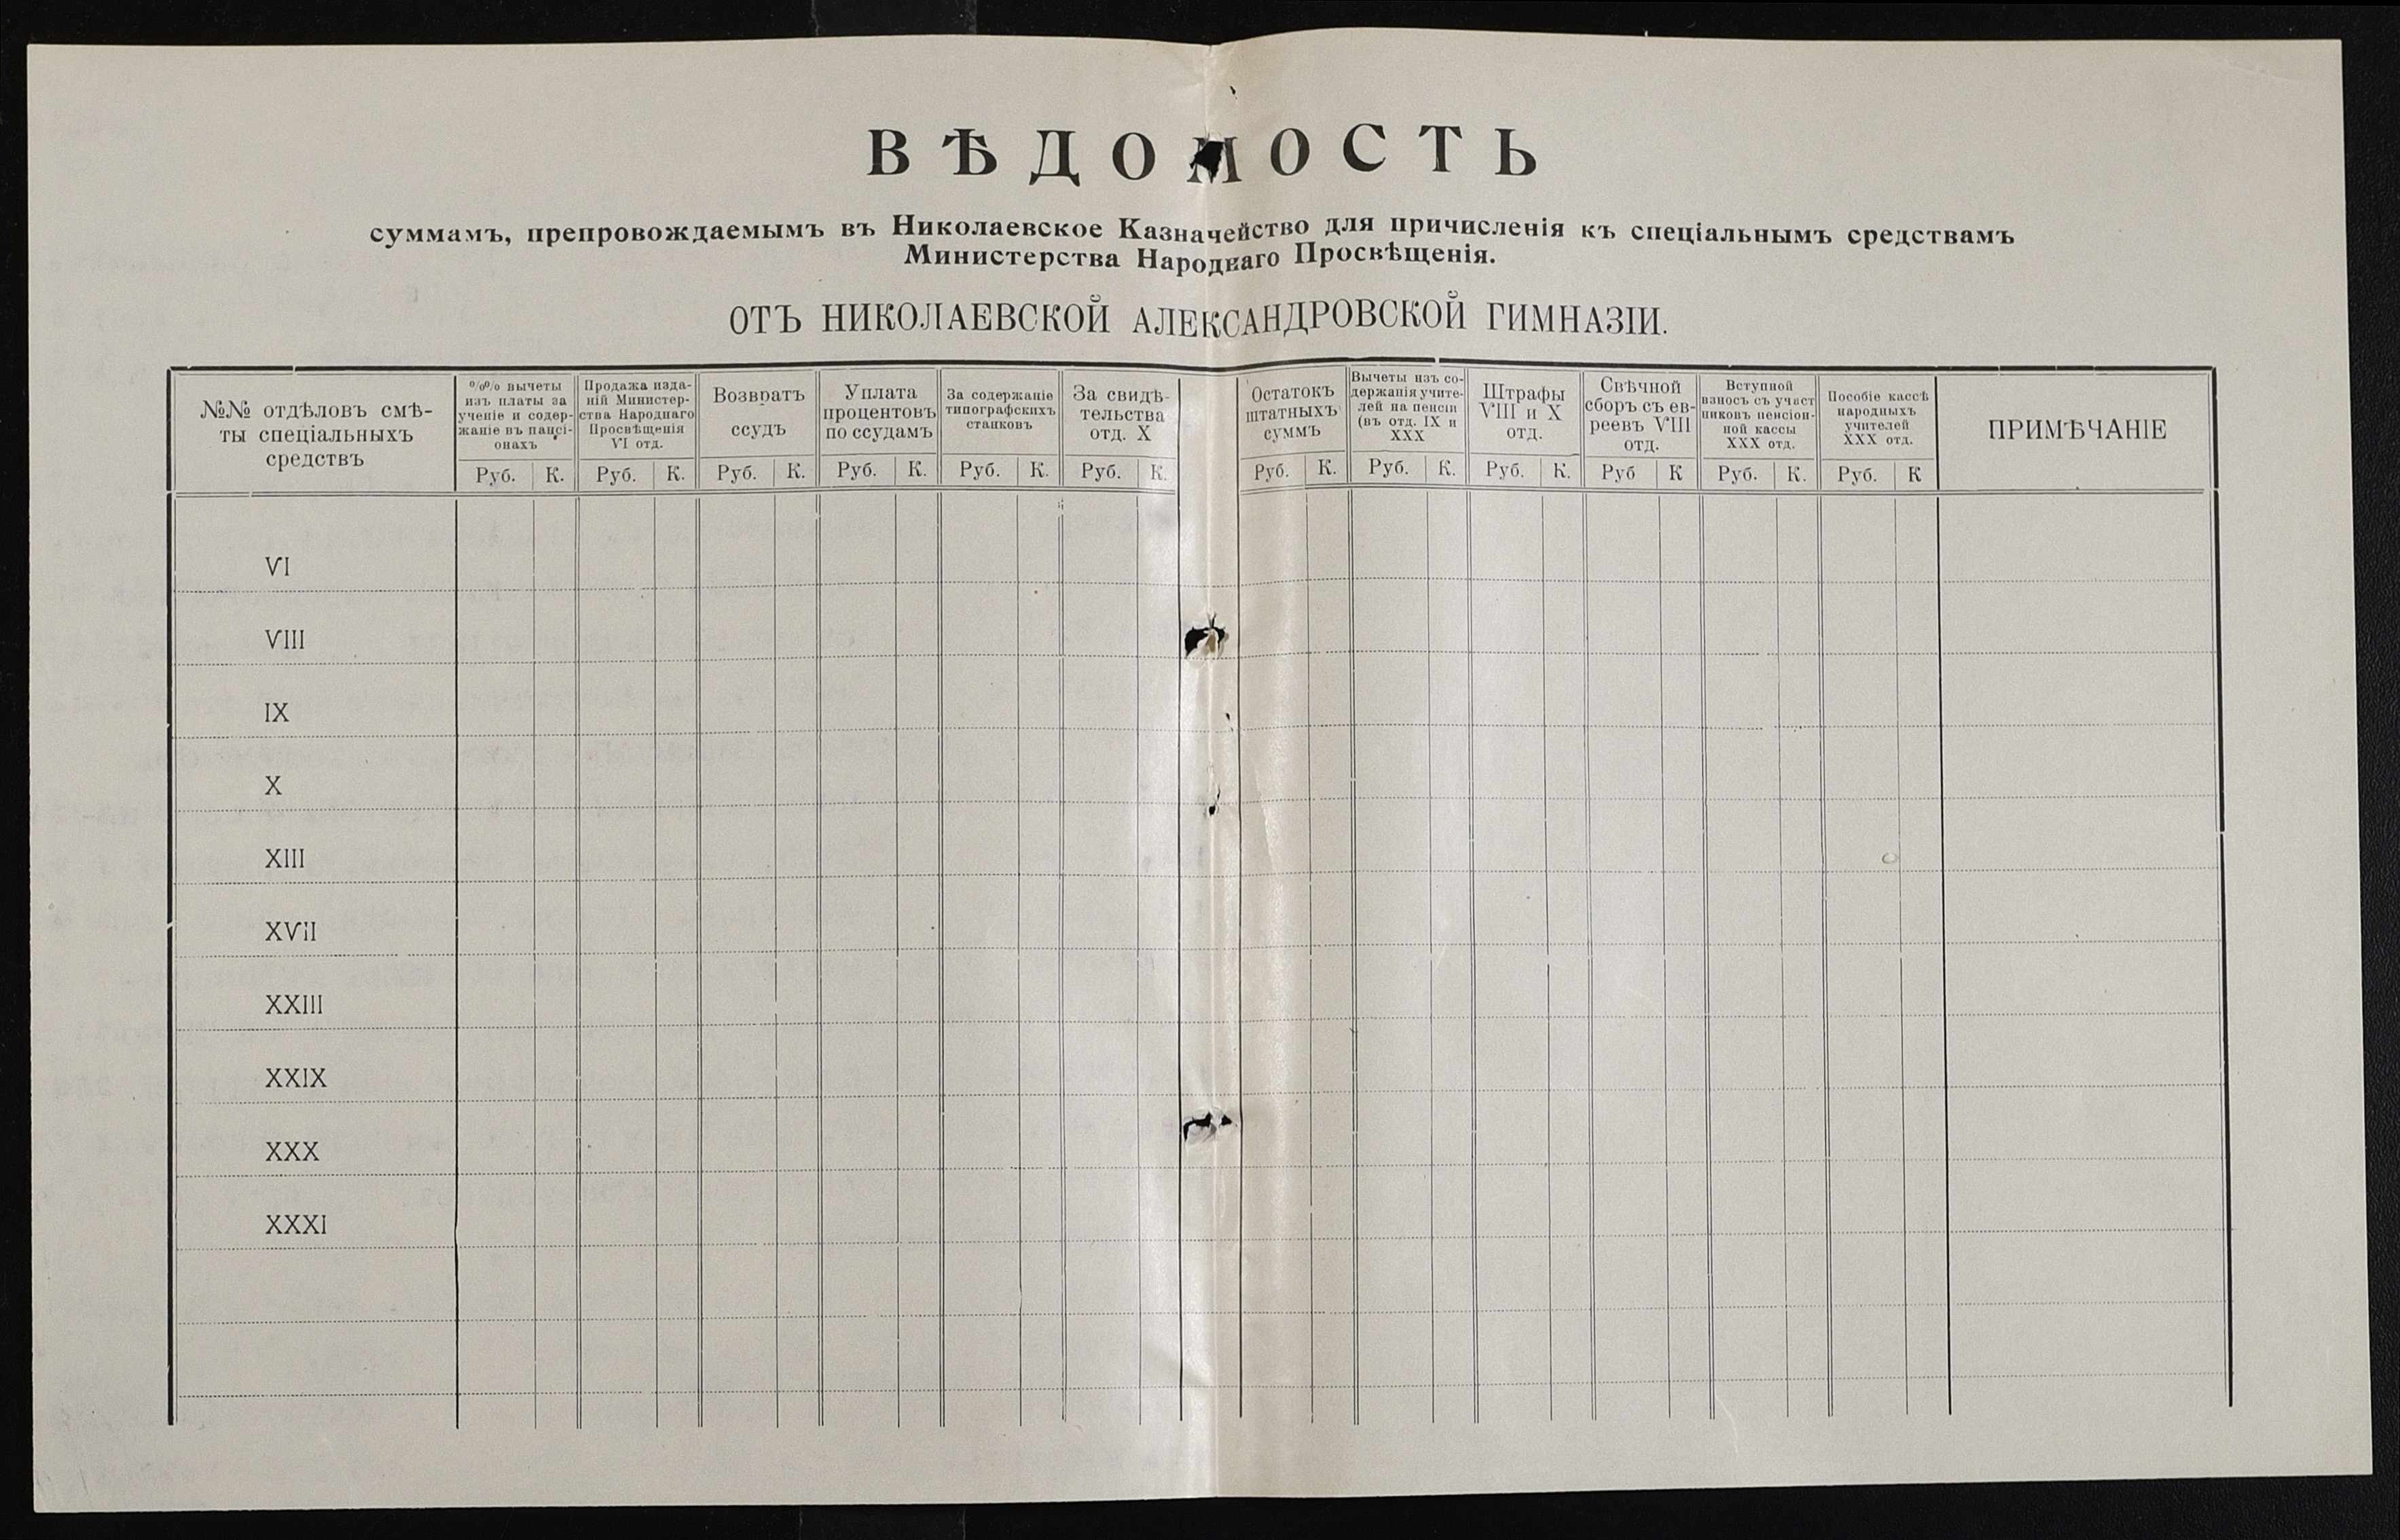 ВѢДОМОСТЬ
суммамъ, препровождаемымъ въ Николаевское Казначейство для причисленія къ спеціальнымъ средствамъ
Министерства Народнаго Просвѣщенія.
ОТЪ НИКОЛАЕВСКОЙ АЛЕКСАНДРОВСКОЙ ГИМНАЗІИ.
№№ отдѣловъ смѣ-
ты спеціальныхъ
средствъ
%% вычеты
изъ платы за
ученіе и содер-
жаніе въ пансі-
онахъ
Руб. К.
Продажа изда-
ній Министер-
ства Народнаго
Просвѣщенія
VI отд.
Руб. К.
Возвратъ
ссудъ
Руб. К.
Уплата
процентовъ
по ссудамъ
Руб. К.
За содержаніе
типографскихъ
станковъ
Руб. К.
За свидѣ-
тельства
отд. X
Руб. К.
Остатокъ
штатныхъ
суммъ
Руб. К.
Вычеты изъ со-
держанія учите-
лей на пенсіи
(въ отд. IX и
XXX
Руб. К.
Штрафы
VIII и X
отд.
Руб. К.
Свѣчной
сборъ съ ев-
реевъ VIII
отд.
Руб К
Вступной
взносъ съ участ
никовъ пенсіон-
ной кассы
XXX отд.
Руб. К.
Пособіе кассѣ
народныхъ
учителей
XXX отд.
Руб. К
ПРИМѢЧАНІЕ
VI
VIII
IX
X
XIII
XVII
XXIII
XXIX
XXX
XXXI